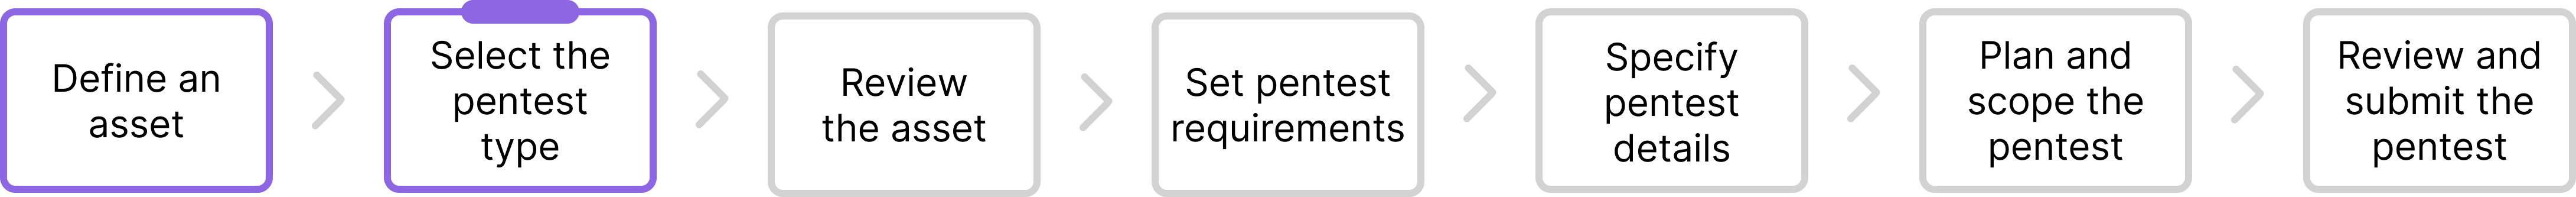 Define an
asset
Select the
pentest
type
Review
the asset
Set pentest
requirements
Specify
pentest
details
Plan and
scope the
pentest
Review and
submit the
pentest